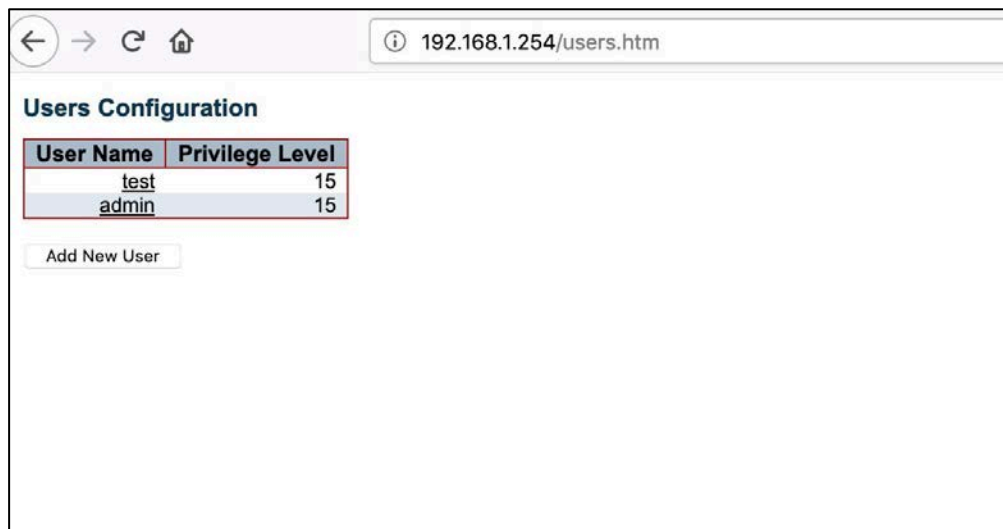 192.168.1.254/users.htm
Users Configuration
User Name Privilege Level
test 15
admin 15
Add New User